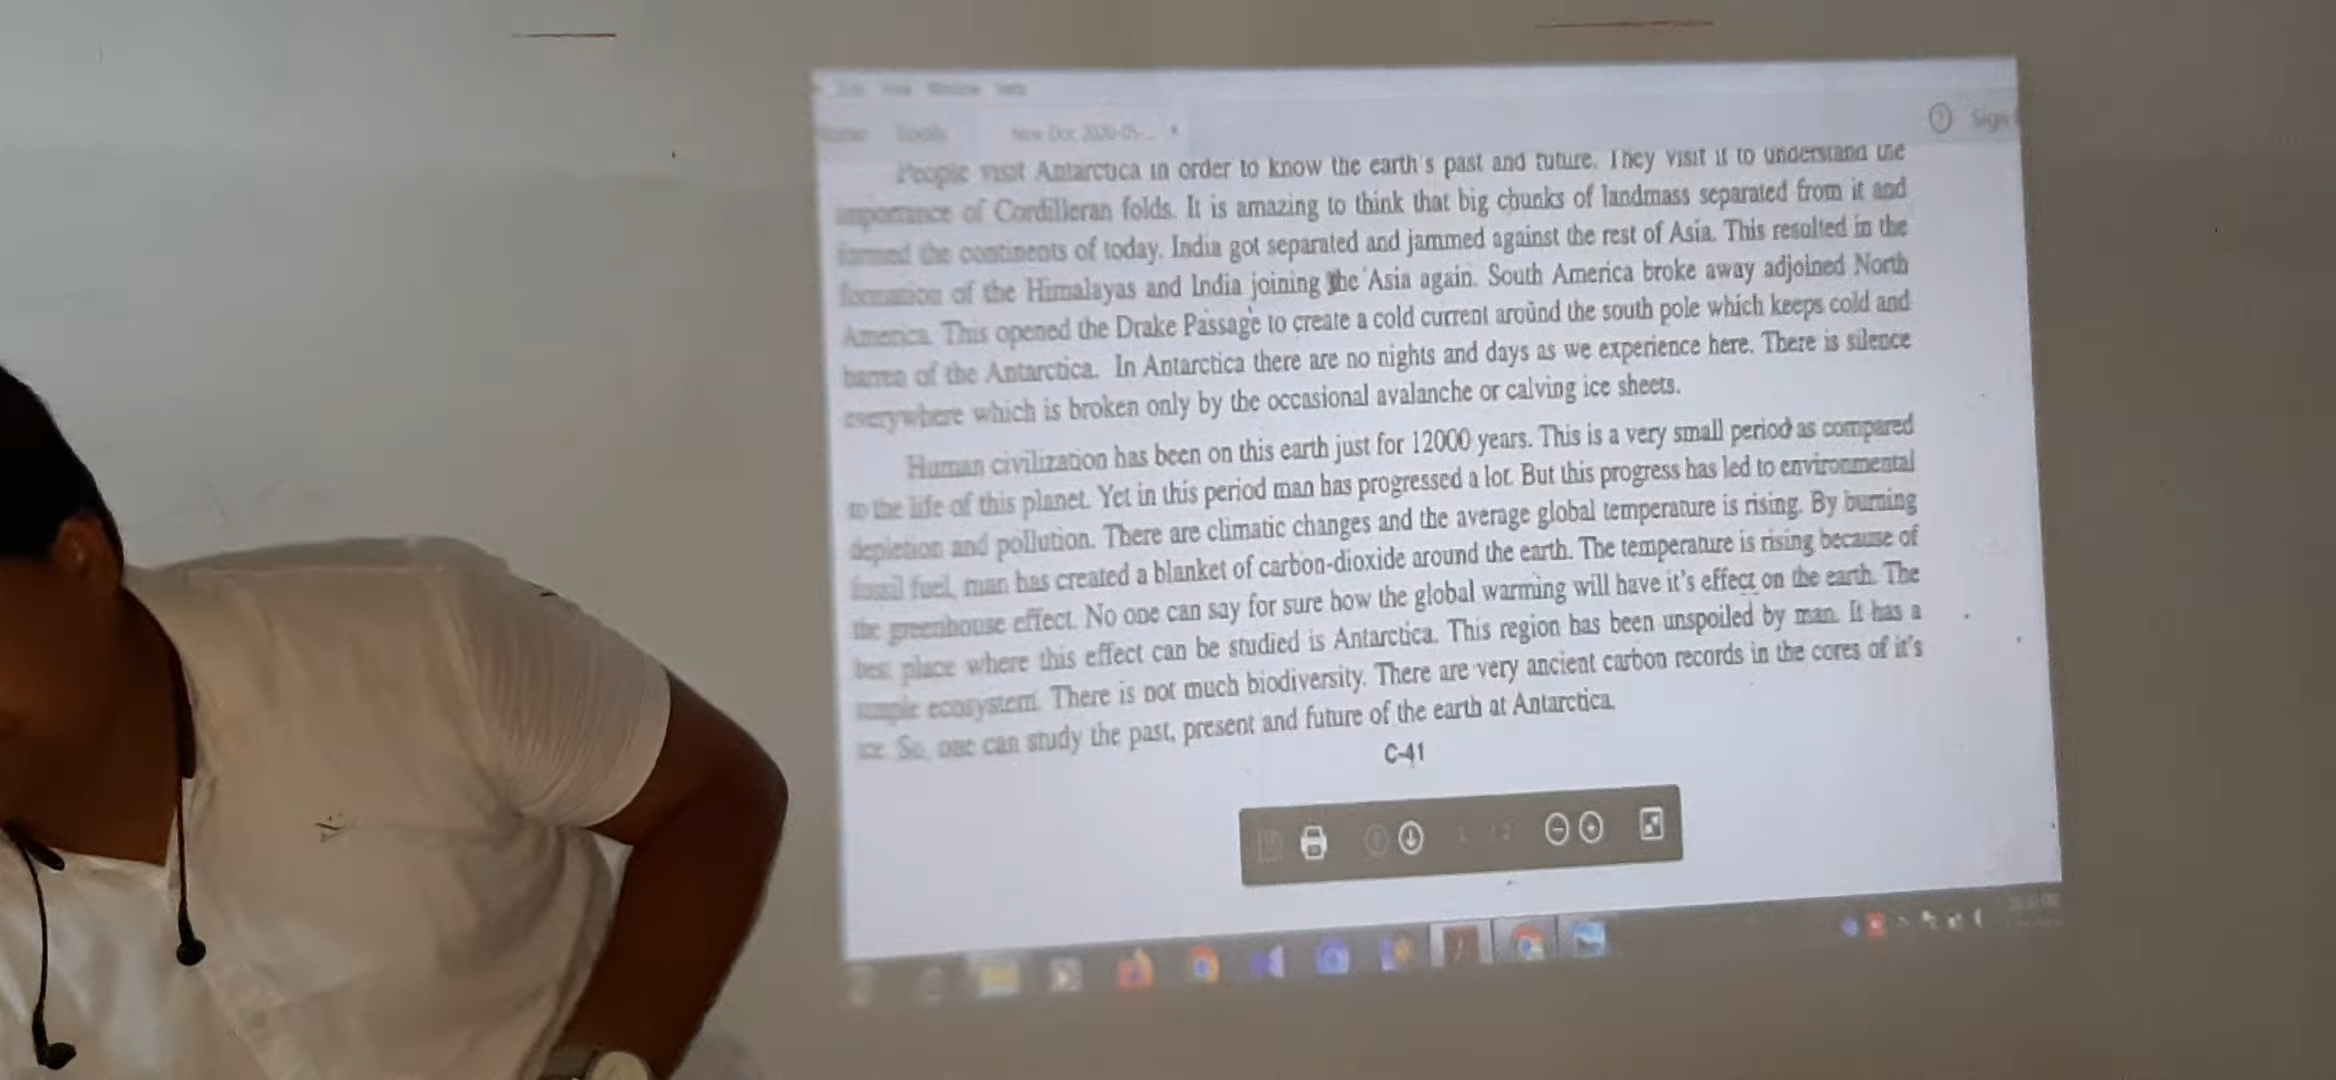 View Window Help
Home Tools New Doc 2020-05-... × Sign
People visit Antarctica in order to know the earth's past and future. They visit it to understand the
importance of Cordilleran folds. It is amazing to think that big chunks of landmass separated from it and
formed the continents of today. India got separated and jammed against the rest of Asia. This resulted in the
formation of the Himalayas and India joining the Asia again. South America broke away adjoined North
America. This opened the Drake Passage to create a cold current around the south pole which keeps cold and
barren of the Antarctica. In Antarctica there are no nights and days as we experience here. There is silence
everywhere which is broken only by the occasional avalanche or calving ice sheets.
Human civilization has been on this earth just for 12000 years. This is a very small period as compared
to the life of this planet. Yet in this period man has progressed a lot. But this progress has led to environmental
depletion and pollution. There are climatic changes and the average global temperature is rising. By burning
fossil fuel, man has created a blanket of carbon-dioxide around the earth. The temperature is rising because of
the greenhouse effect. No one can say for sure how the global warming will have it's effect on the earth. The
best place where this effect can be studied is Antarctica. This region has been unspoiled by man. It has a
simple ecosystem. There is not much biodiversity. There are very ancient carbon records in the cores of it's
ice. So, one can study the past, present and future of the earth at Antarctica.
C-41